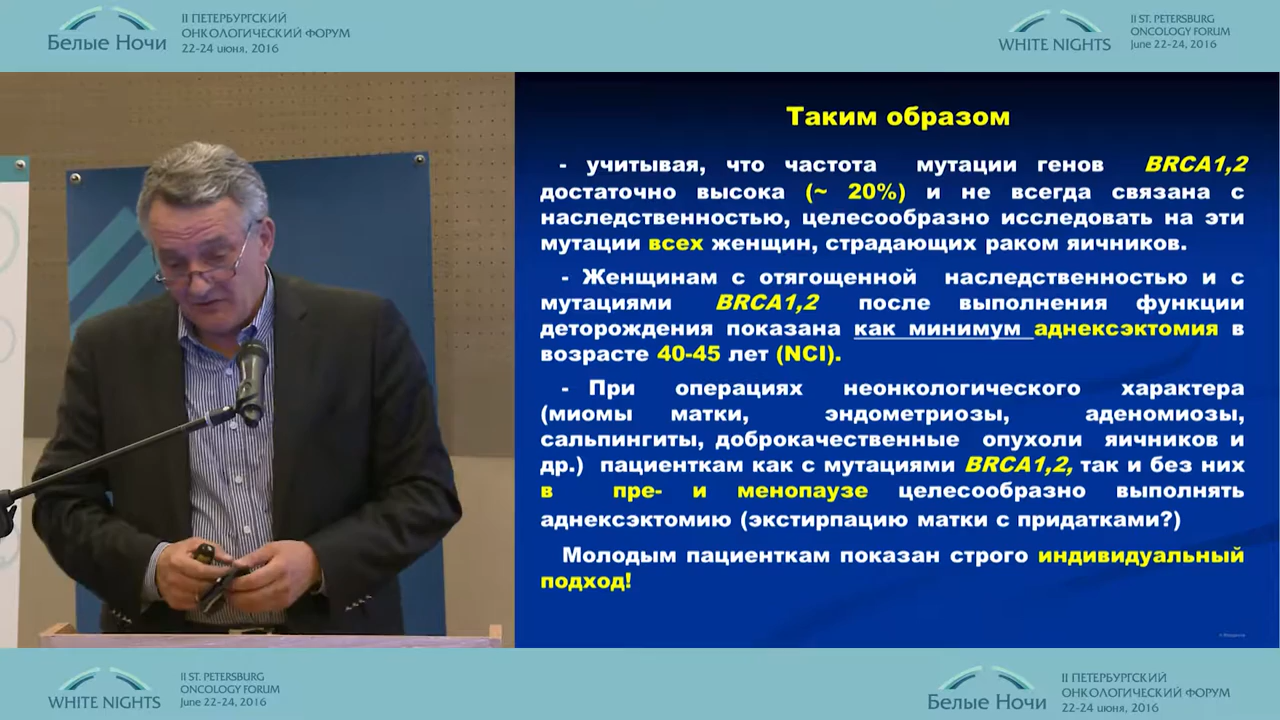 Белые Ночи
II ПЕТЕРБУРГСКИЙ
ОНКОЛОГИЧЕСКИЙ ФОРУМ
22-24 июня, 2016
WHITE NIGHTS
II ST. PETERSBURG
ONCOLOGY FORUM
June 22-24, 2016
Таким образом
- учитывая, что частота мутации генов BRCA1,2
достаточно высока (~ 20%) и не всегда связана с
наследственностью, целесообразно исследовать на эти
мутации всех женщин, страдающих раком яичников.
- Женщинам с отягощенной наследственностью и с
мутациями BRCA1,2 после выполнения функции
деторождения показана как минимум аднексэктомия в
возрасте 40-45 лет (NCI).
- При операциях неонкологического характера
(миомы матки, эндометриозы, аденомиозы,
сальпингиты, доброкачественные опухоли яичников и
др.) пациенткам как с мутациями BRCA1,2, так и без них
в пре- и менопаузе целесообразно выполнять
аднексэктомию (экстирпацию матки с придатками?)
Молодым пациенткам показан строго индивидуальный
подход!
WHITE NIGHTS
II ST. PETERSBURG
ONCOLOGY FORUM
June 22-24, 2016
Белые Ночи
II ПЕТЕРБУРГСКИЙ
ОНКОЛОГИЧЕСКИЙ ФОРУМ
22-24 июня, 2016